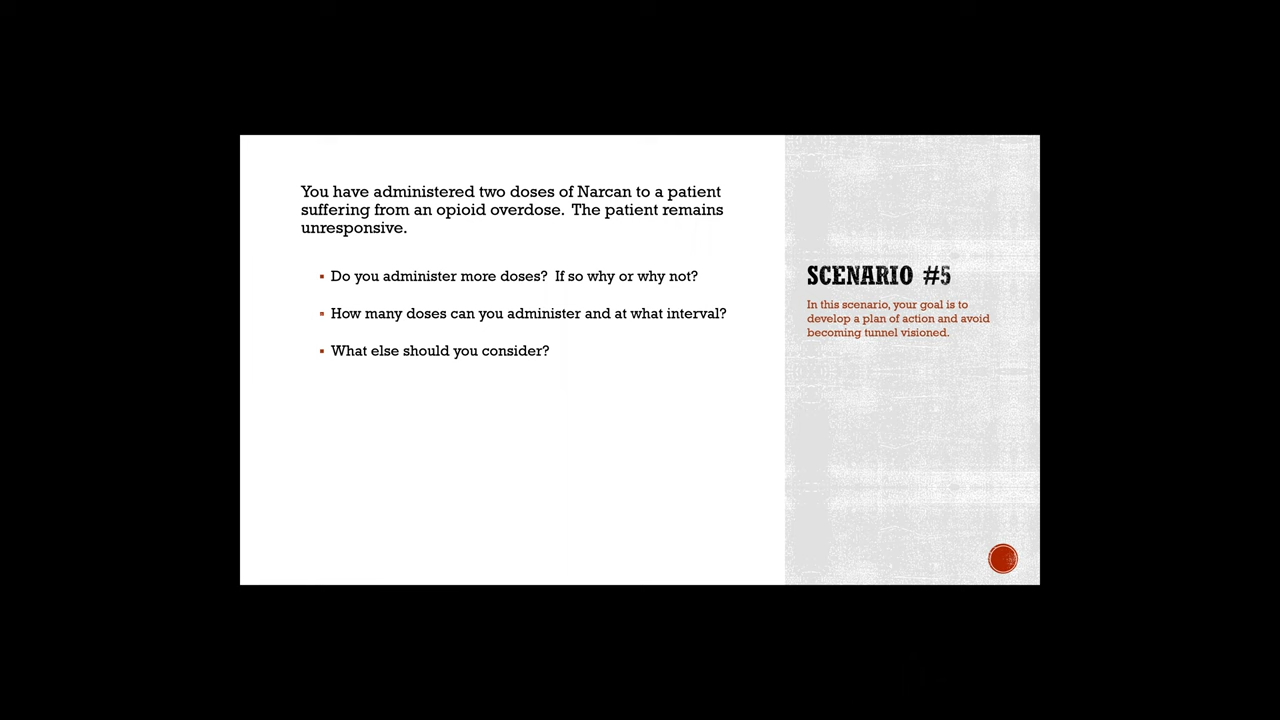 You have administered two doses of Narcan to a patient
suffering from an opioid overdose.  The patient remains
unresponsive.
▪ Do you administer more doses?  If so why or why not?
▪ How many doses can you administer and at what interval?
▪ What else should you consider?
SCENARIO #5
In this scenario, your goal is to
develop a plan of action and avoid
becoming tunnel visioned.